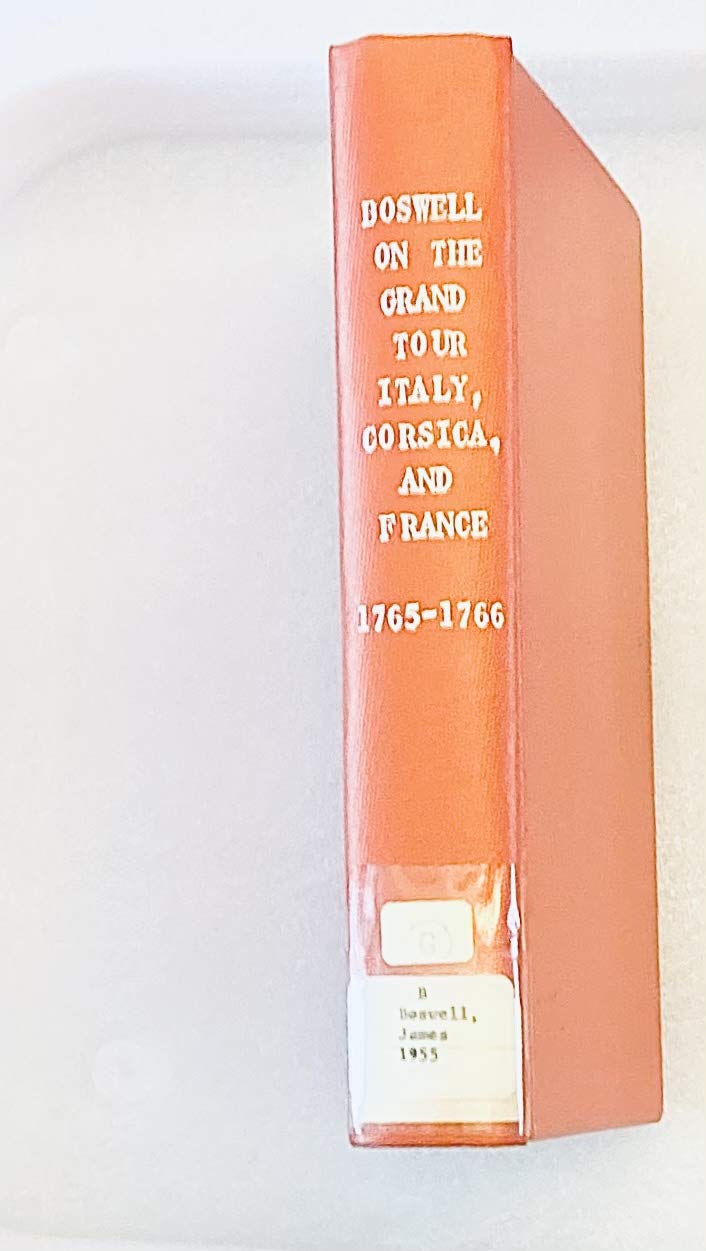 BOSWELL
ON THE
GRAND
TOUR
ITALY,
CORSICA,
AND
FRANCE
1765-1766
G
B
Boswell,
James
1955